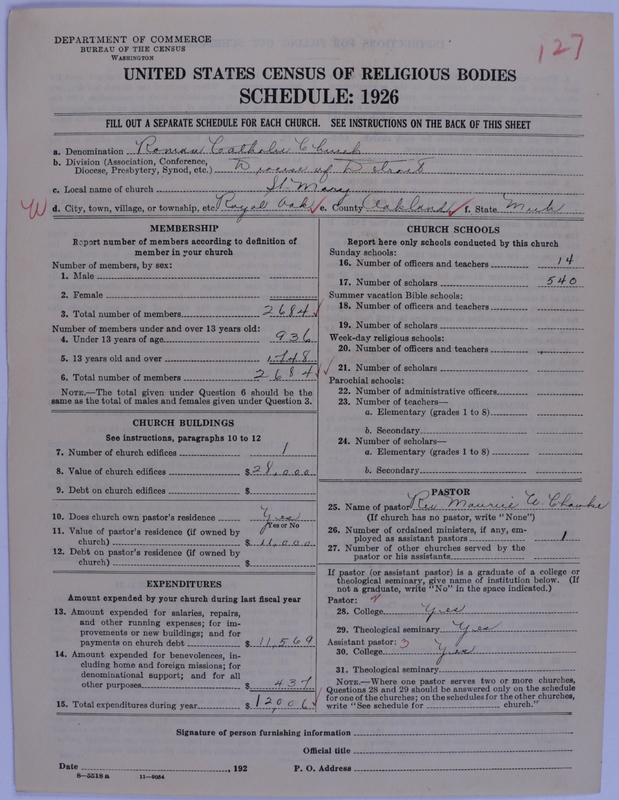 DEPARTMENT OF COMMERCE
BUREAU OF THE CENSUS
WASHINGTON
127
UNITED STATES CENSUS OF RELIGIOUS BODIES
SCHEDULE: 1926
FILL OUT A SEPARATE SCHEDULE FOR EACH CHURCH. SEE INSTRUCTIONS ON THE BACK OF THIS SHEET
a. Denomination Roman Catholic Church
b. Division (Association, Conference, Diocese, Presbytery, Synod, etc.) Diocese of Detroit
c. Local name of church St. Mary
W d. City, town, village, or township, etc. Royal Oak e. County Oakland f. State Mich
MEMBERSHIP
Report number of members according to definition of
member in your church
Number of members, by sex:
1. Male
2. Female
3. Total number of members 2684
Number of members under and over 13 years old:
4. Under 13 years of age 936
5. 13 years old and over 1,748
6. Total number of members 2684
NOTE.—The total given under Question 6 should be
same as the total of males and females given under Question 3.
CHURCH BUILDINGS
See instructions, paragraphs 10 to 12
7. Number of church edifices 1
8. Value of church edifices $28,000
9. Debt on church edifices $
10. Does church own pastor's residence Yes
Yes or No
11. Value of pastor's residence (if owned by
church) $11,000
12. Debt on pastor's residence (if owned by
church) $
EXPENDITURES
Amount expended by your church during last fiscal year
13. Amount expended for salaries, repairs,
and other running expenses; for im-
provements or new buildings; and for
payments on church debt $11,569
14. Amount expended for benevolences, in-
cluding home and foreign missions; for
denominational support; and for all
other purposes $437
15. Total expenditures during year $12,006
CHURCH SCHOOLS
Report here only schools conducted by this church
Sunday schools:
16. Number of officers and teachers 14
17. Number of scholars 540
Summer vacation Bible schools:
18. Number of officers and teachers
19. Number of scholars
Week-day religious schools:
20. Number of officers and teachers
21. Number of scholars
Parochial schools:
22. Number of administrative officers
23. Number of teachers—
a. Elementary (grades 1 to 8)
b. Secondary
24. Number of scholars—
a. Elementary (grades 1 to 8)
b. Secondary
PASTOR
25. Name of pastor Rev Maurice
(If church has no pastor, write "None")
26. Number of ordained ministers, if any, em-
ployed as assistant pastors 1
27. Number of other churches served by the
pastor or his assistants
If pastor (or assistant pastor) is a graduate of a college or
theological seminary, give name of institution below. (If
not a graduate, write "No" in the space indicated.)
Pastor:
28. College Yes
29. Theological seminary Yes
Assistant pastor: 3
30. College Yes
31. Theological seminary
NOTE.—Where one pastor serves two or more churches,
Questions 28 and 29 should be answered only on the schedule
for one of the churches; on the schedules for the other churches,
write "See schedule for church."
Signature of person furnishing information
Official title
Date , 192 P. O. Address
8—5518 a 11—9054